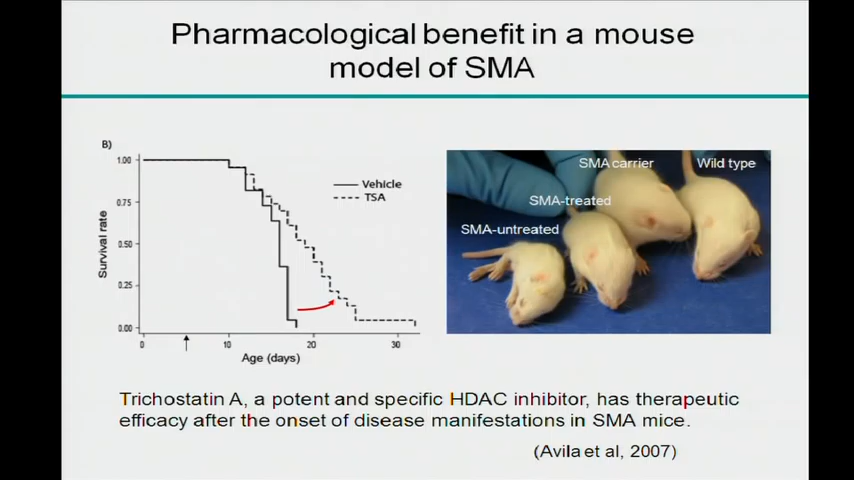 Pharmacological benefit in a mouse
model of SMA
B)
1.00
0.75
0.50
0.25
0.00
Survival rate
Vehicle
TSA
0
10
20
30
Age (days)
SMA carrier
Wild type
SMA-treated
SMA-untreated
Trichostatin A, a potent and specific HDAC inhibitor, has therapeutic
efficacy after the onset of disease manifestations in SMA mice.
(Avila et al, 2007)